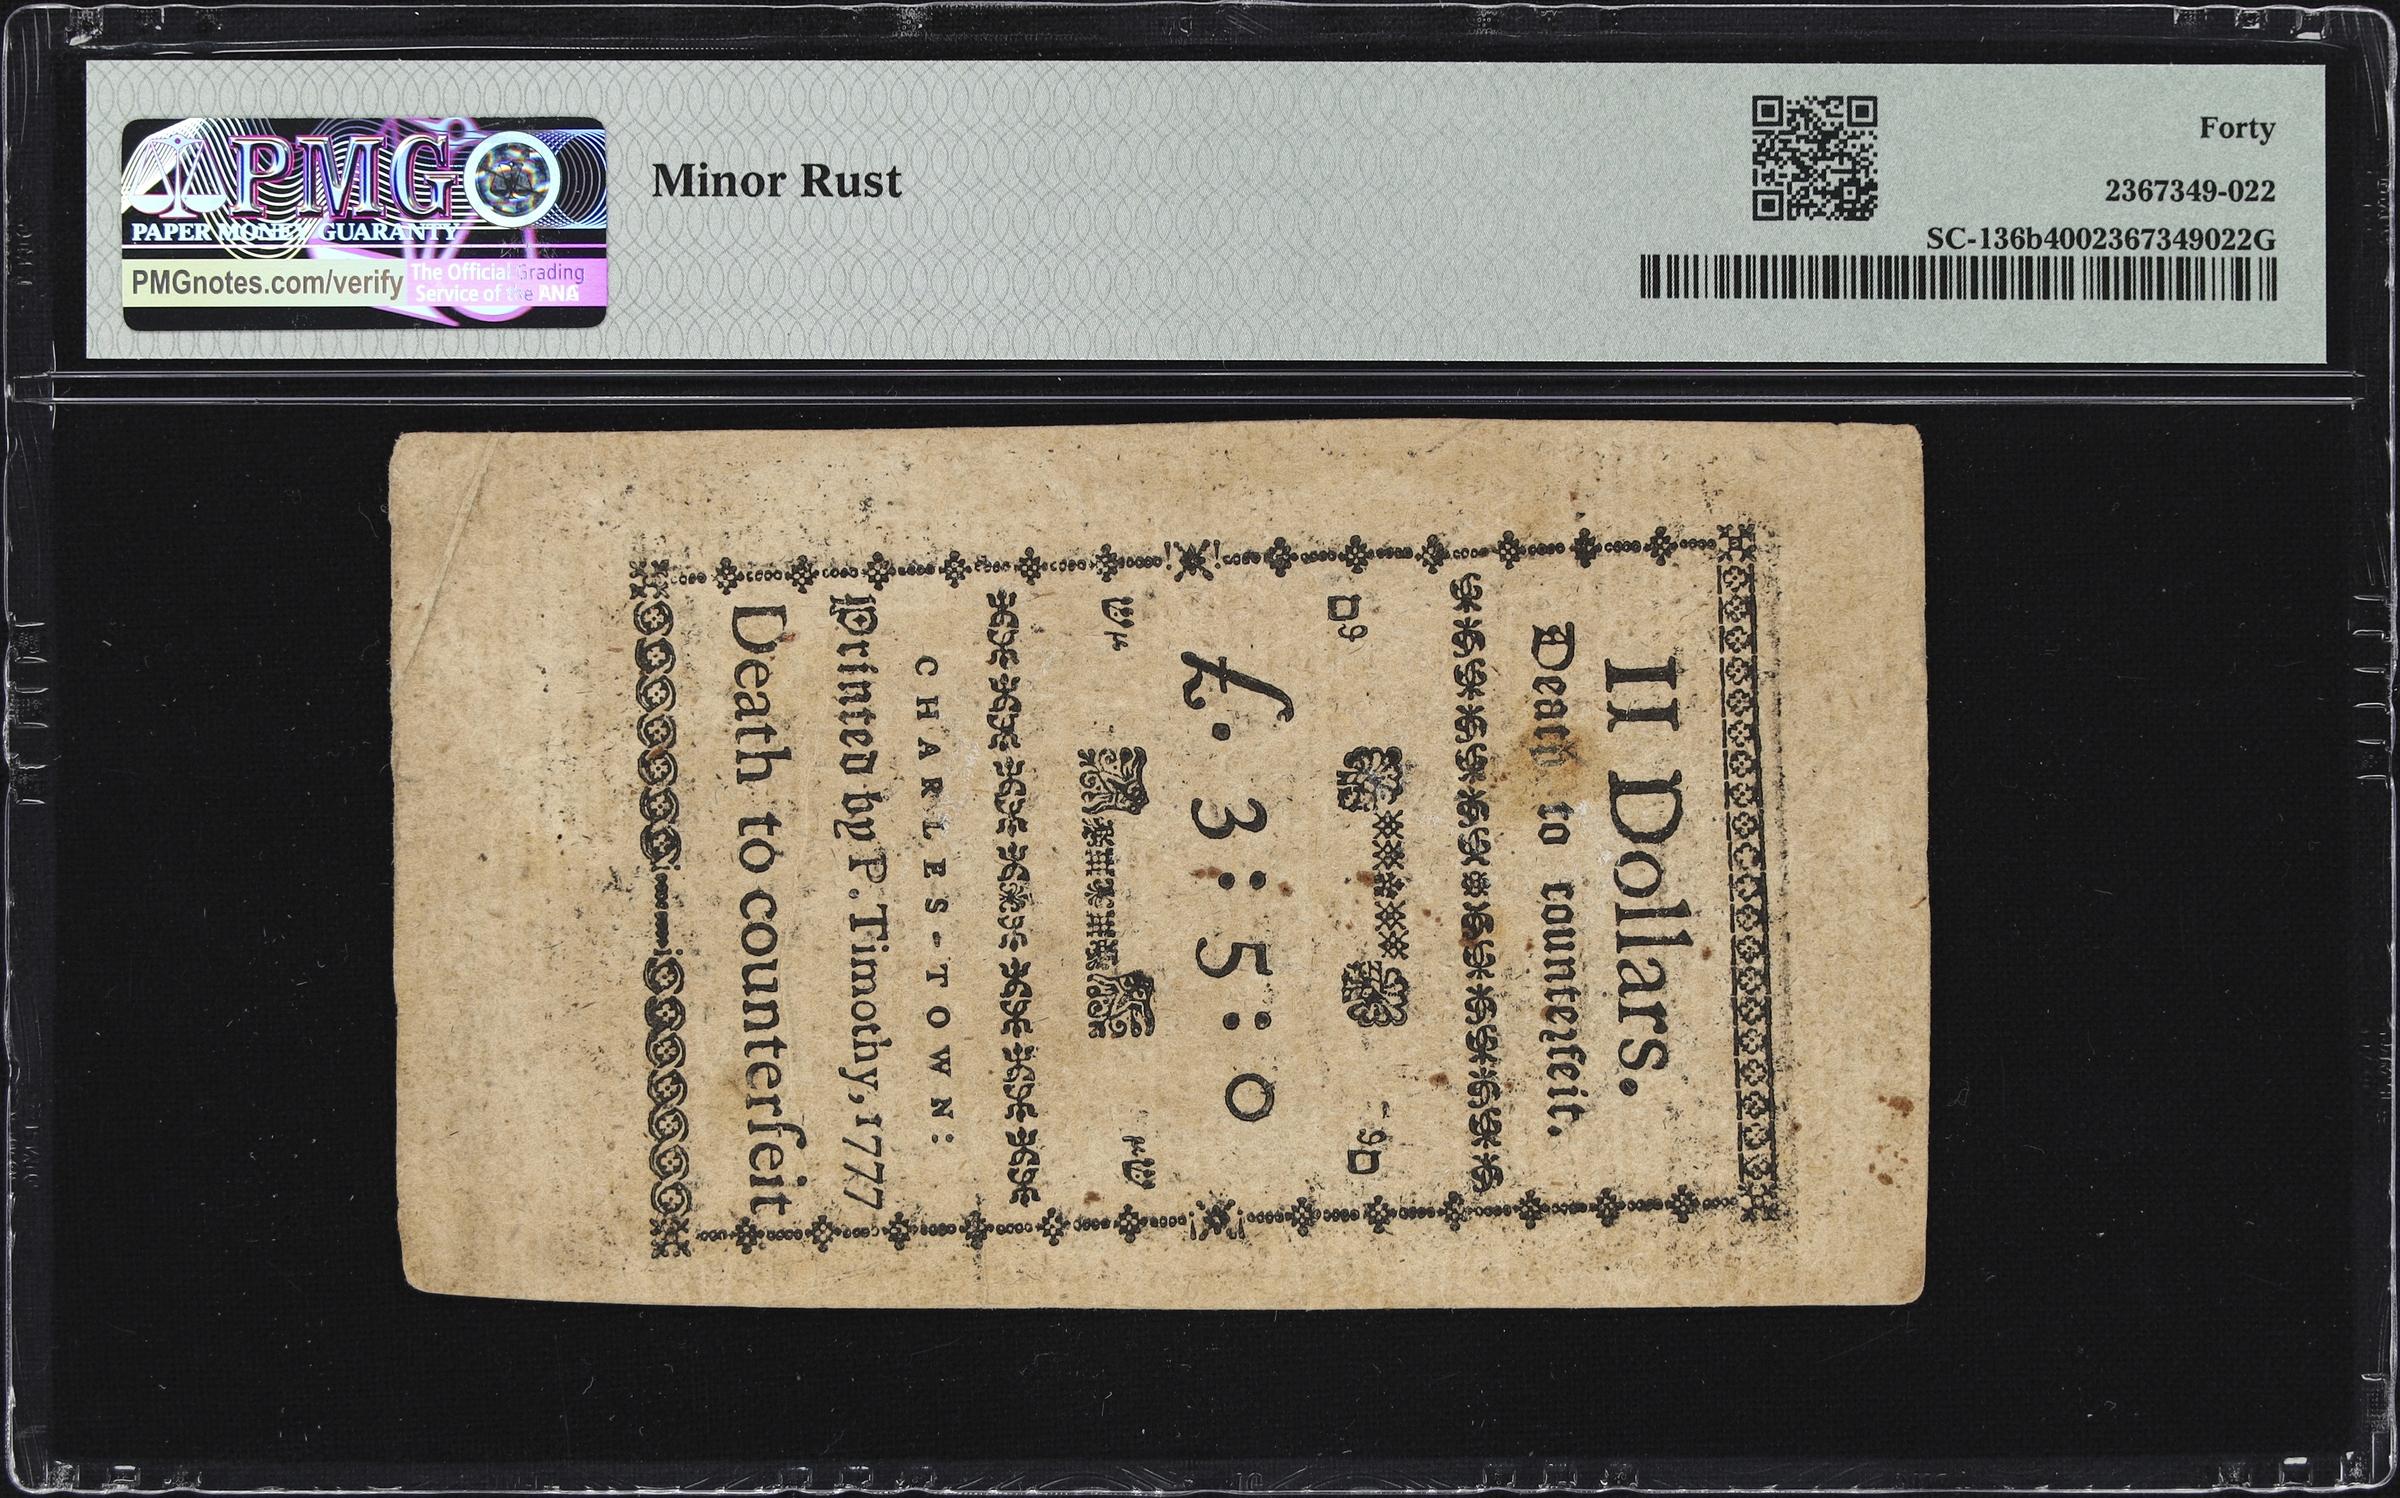 PMG
PAPER MONEY GUARANTY
PMGnotes.com/verify
The Official Grading
Service of the ANA
Minor Rust
Forty
2367349-022
SC-136b4002367349022G
II Dollars.
Death to counterfeit.
£. 3 : 5 : 0
CHARLES-TOWN:
Printed by P. Timothy, 1777
Death to counterfeit